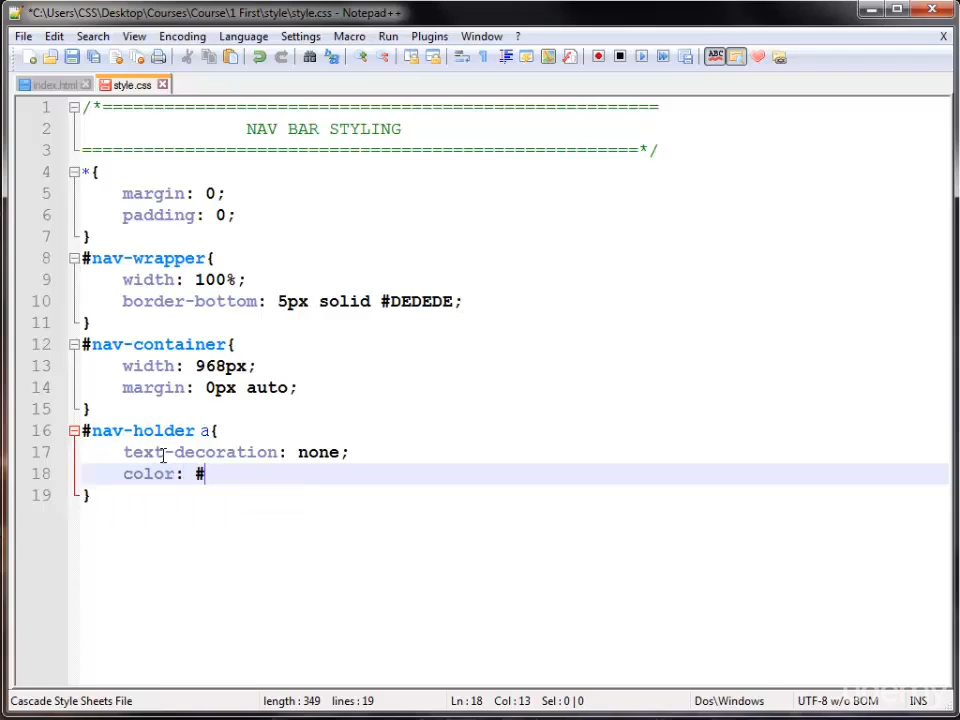 *C:\Users\CSS\Desktop\Courses\Course\1 First\style\style.css - Notepad++
File Edit Search View Encoding Language Settings Macro Run Plugins Window ? X
index.html style.css
1 /*======================================================
2 NAV BAR STYLING
3 ======================================================*/
4 *{
5 margin: 0;
6 padding: 0;
7 }
8 #nav-wrapper{
9 width: 100%;
10 border-bottom: 5px solid #DEDEDE;
11 }
12 #nav-container{
13 width: 968px;
14 margin: 0px auto;
15 }
16 #nav-holder a{
17 text-decoration: none;
18 color: #
19 }
Cascade Style Sheets File length : 349 lines : 19 Ln : 18 Col : 13 Sel : 0 | 0 Dos\Windows UTF-8 w/o BOM INS